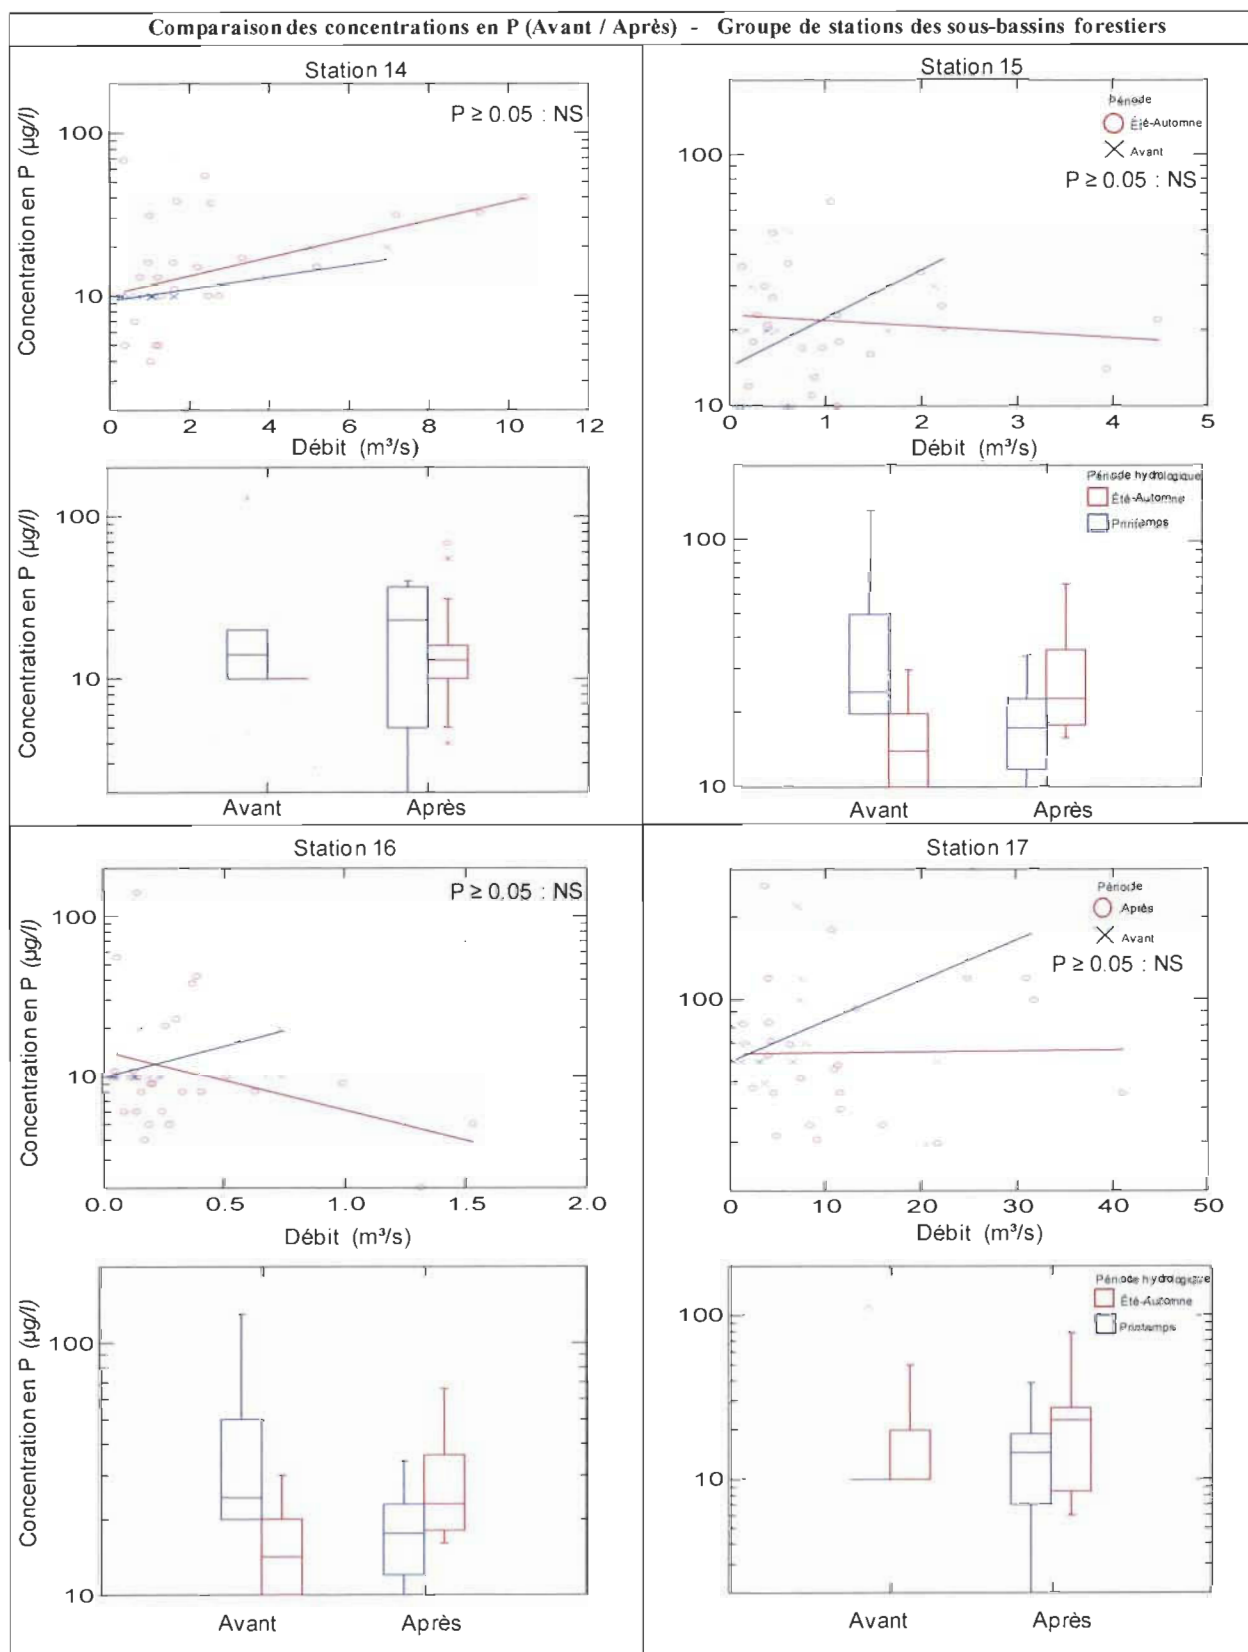 Comparaison des concentrations en P (Avant / Après) - Groupe de stations des sous-bassins forestiers
Station 14
P ≥ 0.05 : NS
Concentration en P (µg/l)
100
10
0 2 4 6 8 10 12
Débit (m³/s)
Concentration en P (µg/l)
100
10
Avant Après
Station 15
Période
Été-Automne
Avant
P ≥ 0.05 : NS
100
10
0 1 2 3 4 5
Débit (m³/s)
Période hydrologique
Été-Automne
Printemps
100
10
Avant Après
Station 16
P ≥ 0.05 : NS
Concentration en P (µg/l)
100
10
0.0 0.5 1.0 1.5 2.0
Débit (m³/s)
Concentration en P (µg/l)
100
10
Avant Après
Station 17
Période
Après
Avant
P ≥ 0.05 : NS
100
0 10 20 30 40 50
Débit (m³/s)
Période hydrologique
Été-Automne
Printemps
100
10
Avant Après